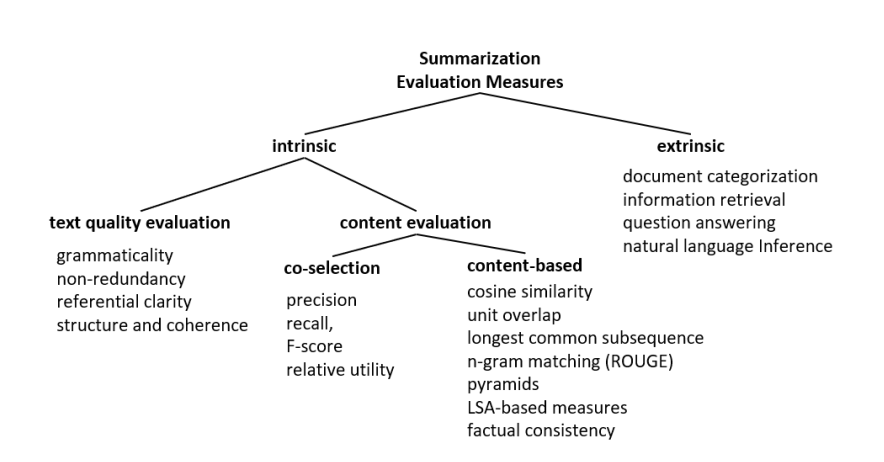 Summarization
Evaluation Measures
intrinsic
extrinsic
document categorization
information retrieval
question answering
natural language Inference
text quality evaluation
grammaticality
non-redundancy
referential clarity
structure and coherence
content evaluation
co-selection
precision
recall,
F-score
relative utility
content-based
cosine similarity
unit overlap
longest common subsequence
n-gram matching (ROUGE)
pyramids
LSA-based measures
factual consistency